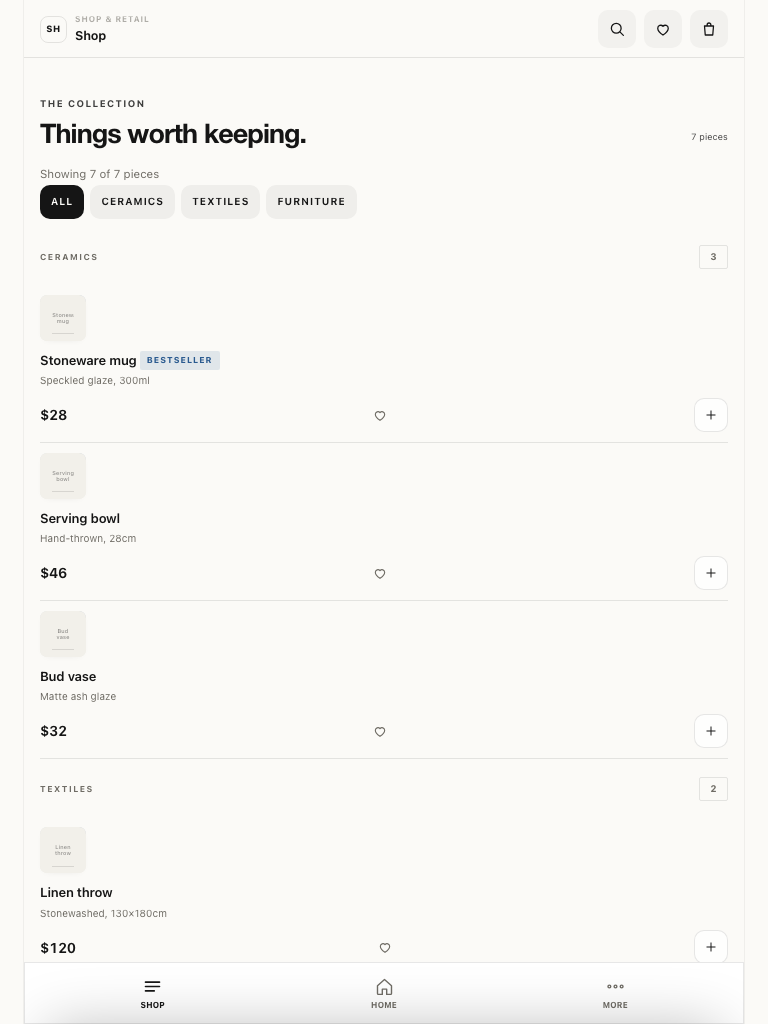 SH
SHOP & RETAIL
Shop
THE COLLECTION
Things worth keeping.
7 pieces
Showing 7 of 7 pieces
ALL
CERAMICS
TEXTILES
FURNITURE
CERAMICS
3
Stonew
mug
Stoneware mug BESTSELLER
Speckled glaze, 300ml
$28
Serving
bowl
Serving bowl
Hand-thrown, 28cm
$46
Bud
vase
Bud vase
Matte ash glaze
$32
TEXTILES
2
Linen
throw
Linen throw
Stonewashed, 130×180cm
$120
SHOP
HOME
MORE